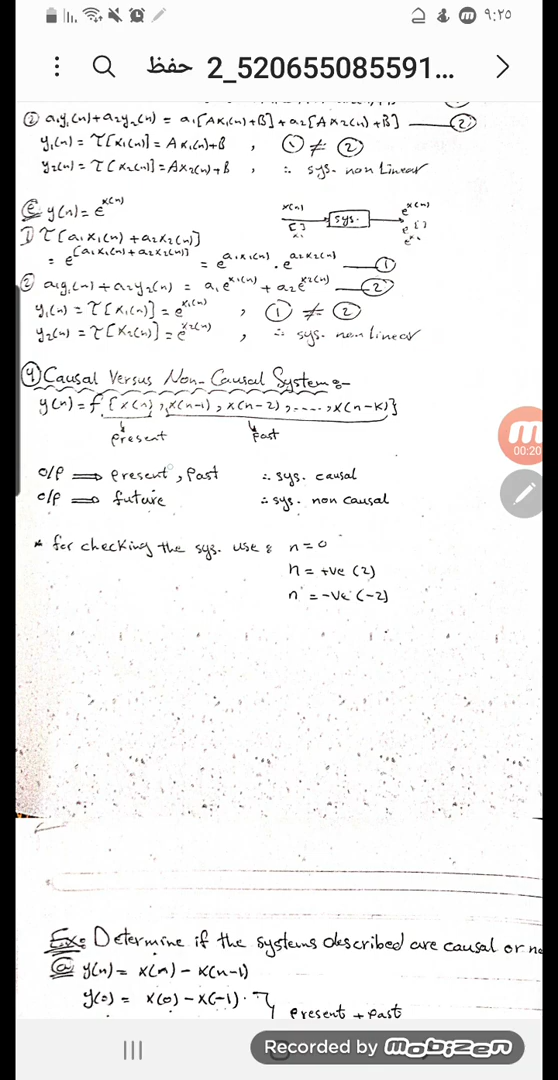 ٩:٢٥
حفظ 2_520655085591...
② a1y1(n)+a2y2(n) = a1[Ax1(n)+B] + a2[Ax2(n)+B] ②
y1(n) = τ[x1(n)] = Ax1(n)+B , ① ≠ ②
y2(n) = τ[x2(n)] = Ax2(n)+B , ∴ sys. non Linear
ⓔ y(n) = e^x(n)
x(n) sys. e^x(n)
① τ[a1x1(n)+a2x2(n)]
= e^[a1x1(n)+a2x2(n)] = e^a1x1(n) . e^a2x2(n) ①
② a1y1(n)+a2y2(n) = a1e^x1(n) + a2e^x2(n) ②
y1(n) = τ[x1(n)] = e^x1(n) , ① ≠ ②
y2(n) = τ[x2(n)] = e^x2(n) , ∴ sys. non Linear
④ Causal Versus Non-Causal System:-
y(n) = f{x(n), x(n-1), x(n-2), ...., x(n-k)}
present past
o/p ⟹ present, past ∴ sys. causal
o/p ⟹ future ∴ sys. non causal
* for checking the sys. use: n=0
n = +ve (2)
n = -ve (-2)
00:20
Ex: Determine if the systems described are causal or no
ⓐ y(n) = x(n) - x(n-1)
y(0) = x(0) - x(-1).
present + past
Recorded by mobizen